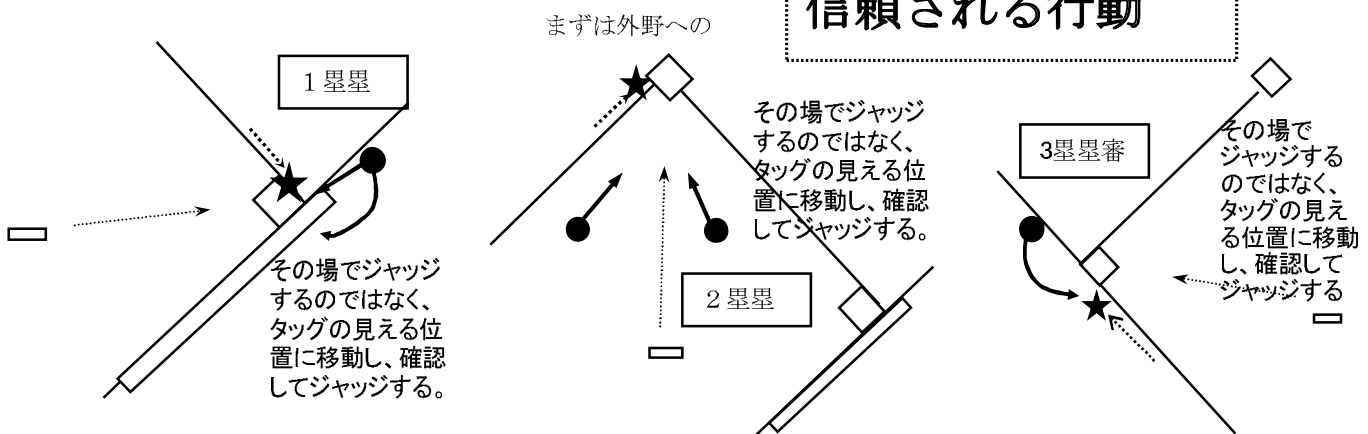 信頼される行動
まずは外野への
1塁塁
その場でジャッジ
するのではなく、
タッグの見える位
置に移動し、確認
してジャッジする。
その場でジャッジ
するのではなく、
タッグの見える位
置に移動し、確認
してジャッジする。
2塁塁
3塁塁審
その場で
ジャッジする
のではなく、
タッグの見え
る位置に移動
し、確認して
ジャッジする